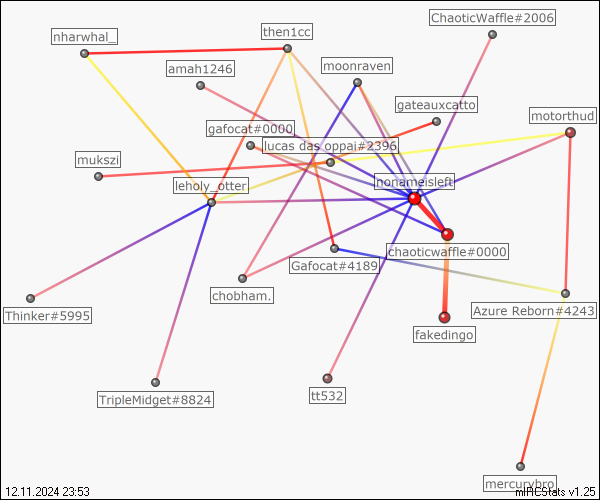 ChaoticWaffle#2006
then1cc
nharwhal_
moonraven
amah1246
gateauxcatto
motorthud
gafocat#0000
lucas das oppai#2396
mukszi
nonameisleft
leholy_otter
chaoticwaffle#0000
Gafocat#4189
chobham.
Azure Reborn#4243
Thinker#5995
fakedingo
TripleMidget#8824
tt532
mercurybro
12.11.2024 23:53
mIRCStats v1.25